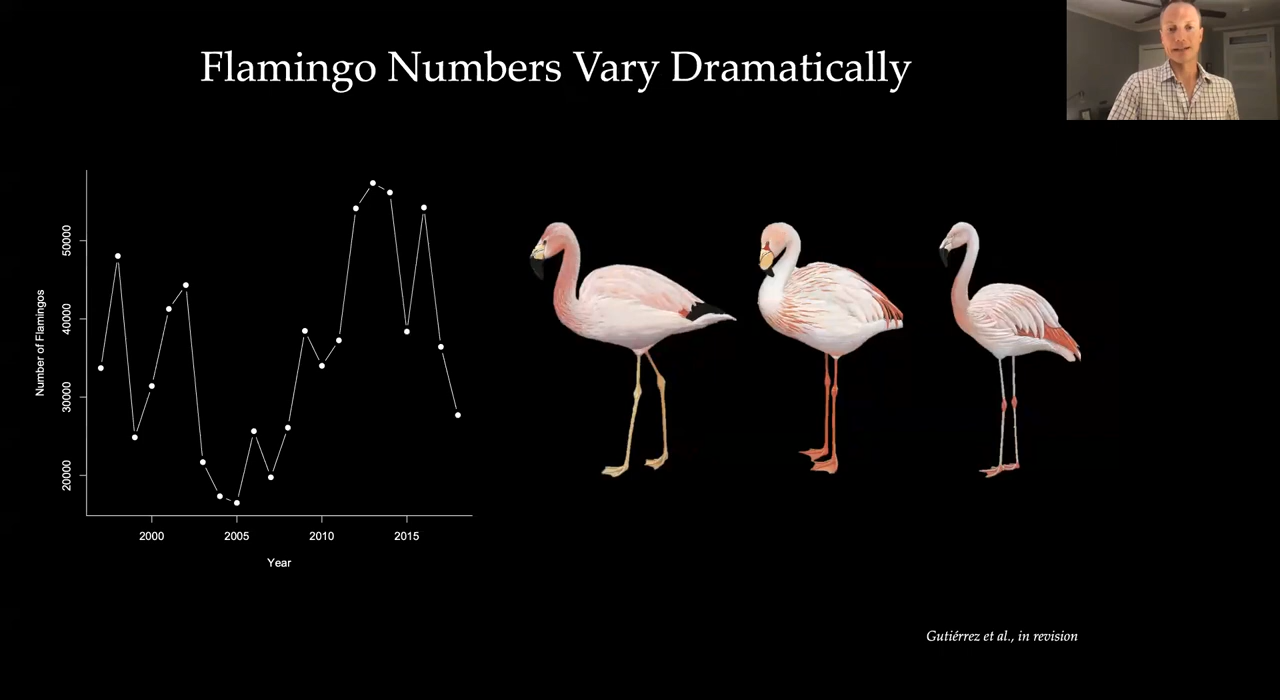 Flamingo Numbers Vary Dramatically
Number of Flamingos
50000
40000
30000
20000
2000 2005 2010 2015
Year
Gutiérrez et al., in revision